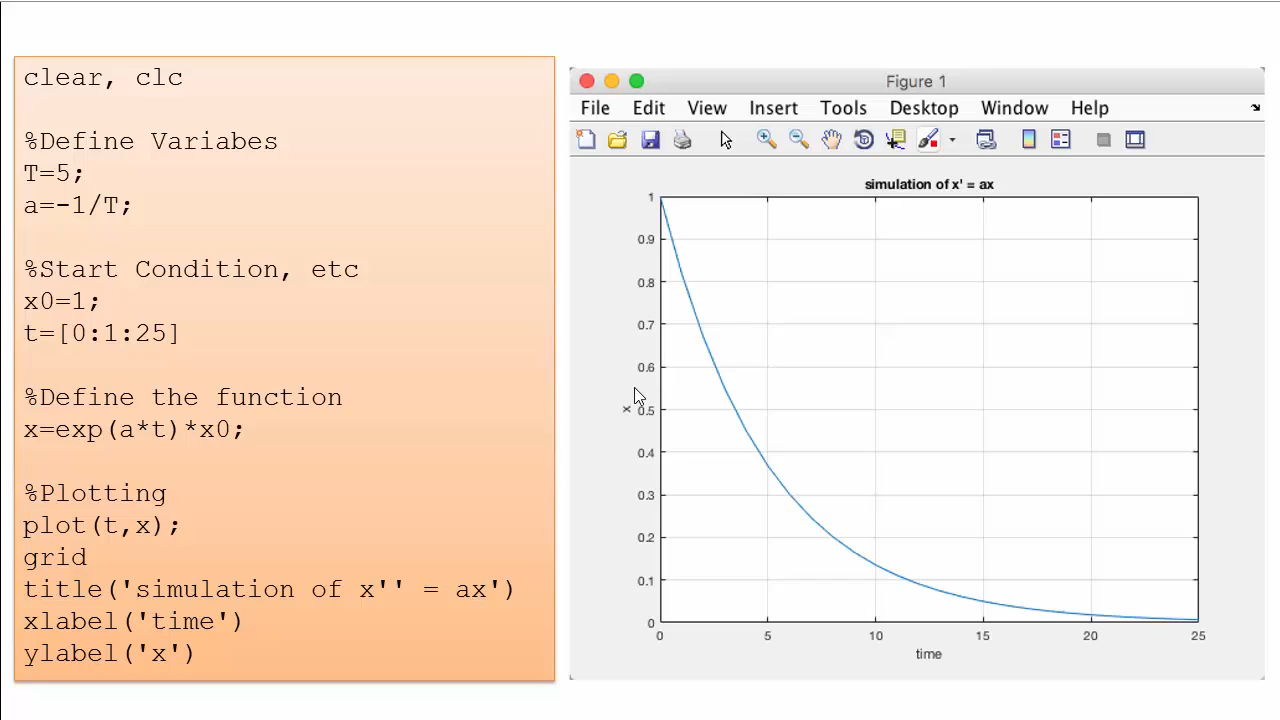 clear, clc
%Define Variabes
T=5;
a=-1/T;
%Start Condition, etc
x0=1;
t=[0:1:25]
%Define the function
x=exp(a*t)*x0;
%Plotting
plot(t,x);
grid
title('simulation of x'' = ax')
xlabel('time')
ylabel('x')
Figure 1
File Edit View Insert Tools Desktop Window Help
simulation of x' = ax
1
0.9
0.8
0.7
0.6
0.5
0.4
0.3
0.2
0.1
0
x
0 5 10 15 20 25
time